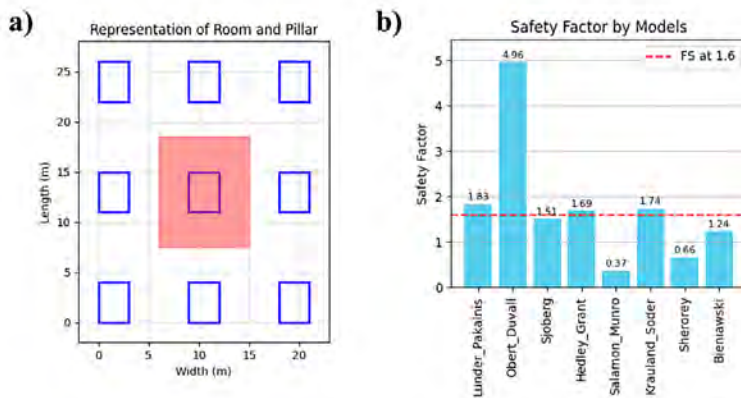 a)
Representation of Room and Pillar
Length (m)
25
20
15
10
5
0
0
5
10
15
20
Width (m)
b)
Safety Factor by Models
FS at 1.6
Safety Factor
5
4
3
2
1
0
1.83
4.96
1.51
1.69
0.37
1.74
0.66
1.24
Lunder_Pakalnis
Obert_Duvall
Sjoberg
Hedley_Grant
Salamon_Munro
Krauland_Soder
Sherorey
Bieniawski